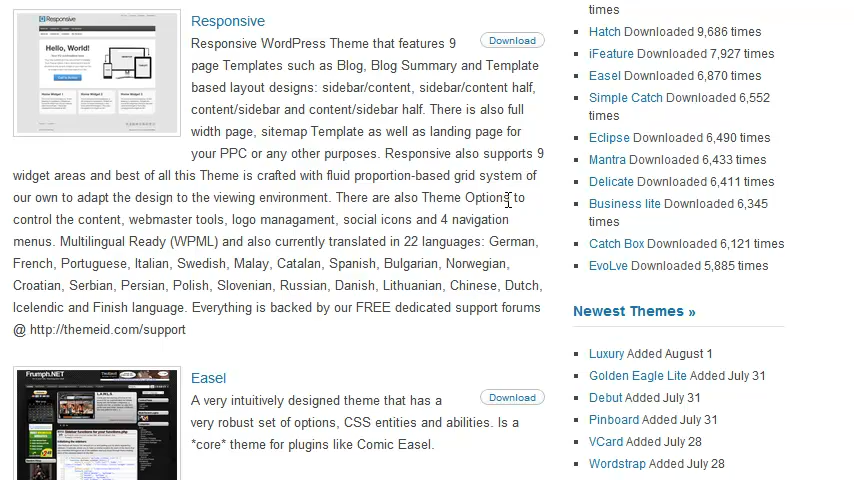 Responsive
Hello, World!
Responsive
Download
Responsive WordPress Theme that features 9
page Templates such as Blog, Blog Summary and Template
based layout designs: sidebar/content, sidebar/content half,
content/sidebar and content/sidebar half. There is also full
width page, sitemap Template as well as landing page for
your PPC or any other purposes. Responsive also supports 9
widget areas and best of all this Theme is crafted with fluid proportion-based grid system of
our own to adapt the design to the viewing environment. There are also Theme Options to
control the content, webmaster tools, logo managament, social icons and 4 navigation
menus. Multilingual Ready (WPML) and also currently translated in 22 languages: German,
French, Portuguese, Italian, Swedish, Malay, Catalan, Spanish, Bulgarian, Norwegian,
Croatian, Serbian, Persian, Polish, Slovenian, Russian, Danish, Lithuanian, Chinese, Dutch,
Icelendic and Finish language. Everything is backed by our FREE dedicated support forums
@ http://themeid.com/support
Frumph.NET
Easel
Download
A very intuitively designed theme that has a
very robust set of options, CSS entities and abilities. Is a
*core* theme for plugins like Comic Easel.
times
Hatch Downloaded 9,686 times
iFeature Downloaded 7,927 times
Easel Downloaded 6,870 times
Simple Catch Downloaded 6,552
times
Eclipse Downloaded 6,490 times
Mantra Downloaded 6,433 times
Delicate Downloaded 6,411 times
Business lite Downloaded 6,345
times
Catch Box Downloaded 6,121 times
EvoLve Downloaded 5,885 times
Newest Themes »
Luxury Added August 1
Golden Eagle Lite Added July 31
Debut Added July 31
Pinboard Added July 31
VCard Added July 28
Wordstrap Added July 28